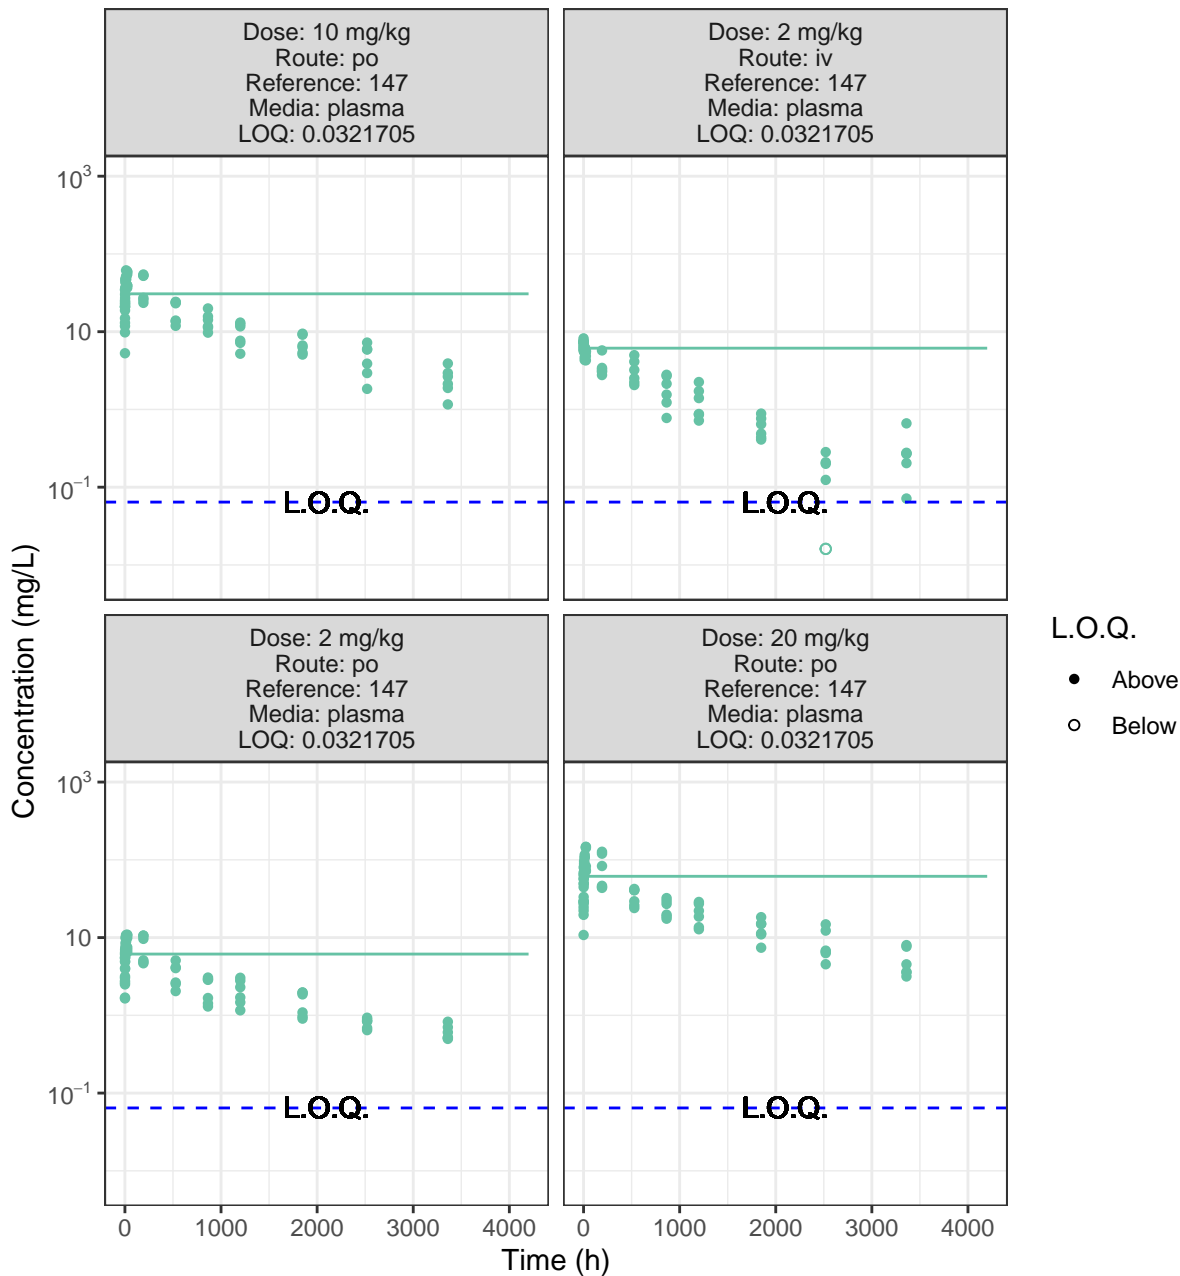 Dose: 10 mg/kg
Route: po
Reference: 147
Media: plasma
LOQ: 0.0321705
Dose: 2 mg/kg
Route: iv
Reference: 147
Media: plasma
LOQ: 0.0321705
10³
10
10⁻¹
L.O.Q.
L.O.Q.
Concentration (mg/L)
Dose: 2 mg/kg
Route: po
Reference: 147
Media: plasma
LOQ: 0.0321705
Dose: 20 mg/kg
Route: po
Reference: 147
Media: plasma
LOQ: 0.0321705
10³
10
10⁻¹
L.O.Q.
L.O.Q.
0 1000 2000 3000 4000
0 1000 2000 3000 4000
Time (h)
L.O.Q.
Above
Below